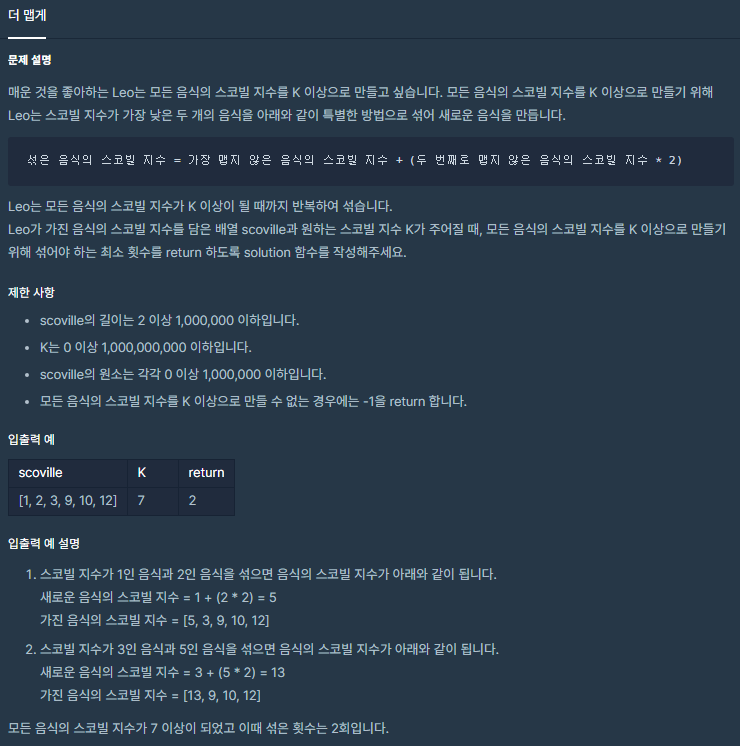 더 맵게
문제 설명
매운 것을 좋아하는 Leo는 모든 음식의 스코빌 지수를 K 이상으로 만들고 싶습니다. 모든 음식의 스코빌 지수를 K 이상으로 만들기 위해
Leo는 스코빌 지수가 가장 낮은 두 개의 음식을 아래와 같이 특별한 방법으로 섞어 새로운 음식을 만듭니다.
섞은 음식의 스코빌 지수 = 가장 맵지 않은 음식의 스코빌 지수 + (두 번째로 맵지 않은 음식의 스코빌 지수 * 2)
Leo는 모든 음식의 스코빌 지수가 K 이상이 될 때까지 반복하여 섞습니다.
Leo가 가진 음식의 스코빌 지수를 담은 배열 scoville과 원하는 스코빌 지수 K가 주어질 때, 모든 음식의 스코빌 지수를 K 이상으로 만들기
위해 섞어야 하는 최소 횟수를 return 하도록 solution 함수를 작성해주세요.
제한 사항
• scoville의 길이는 2 이상 1,000,000 이하입니다.
• K는 0 이상 1,000,000,000 이하입니다.
• scoville의 원소는 각각 0 이상 1,000,000 이하입니다.
• 모든 음식의 스코빌 지수를 K 이상으로 만들 수 없는 경우에는 -1을 return 합니다.
입출력 예
scoville K return
[1, 2, 3, 9, 10, 12] 7 2
입출력 예 설명
1. 스코빌 지수가 1인 음식과 2인 음식을 섞으면 음식의 스코빌 지수가 아래와 같이 됩니다.
새로운 음식의 스코빌 지수 = 1 + (2 * 2) = 5
가진 음식의 스코빌 지수 = [5, 3, 9, 10, 12]
2. 스코빌 지수가 3인 음식과 5인 음식을 섞으면 음식의 스코빌 지수가 아래와 같이 됩니다.
새로운 음식의 스코빌 지수 = 3 + (5 * 2) = 13
가진 음식의 스코빌 지수 = [13, 9, 10, 12]
모든 음식의 스코빌 지수가 7 이상이 되었고 이때 섞은 횟수는 2회입니다.